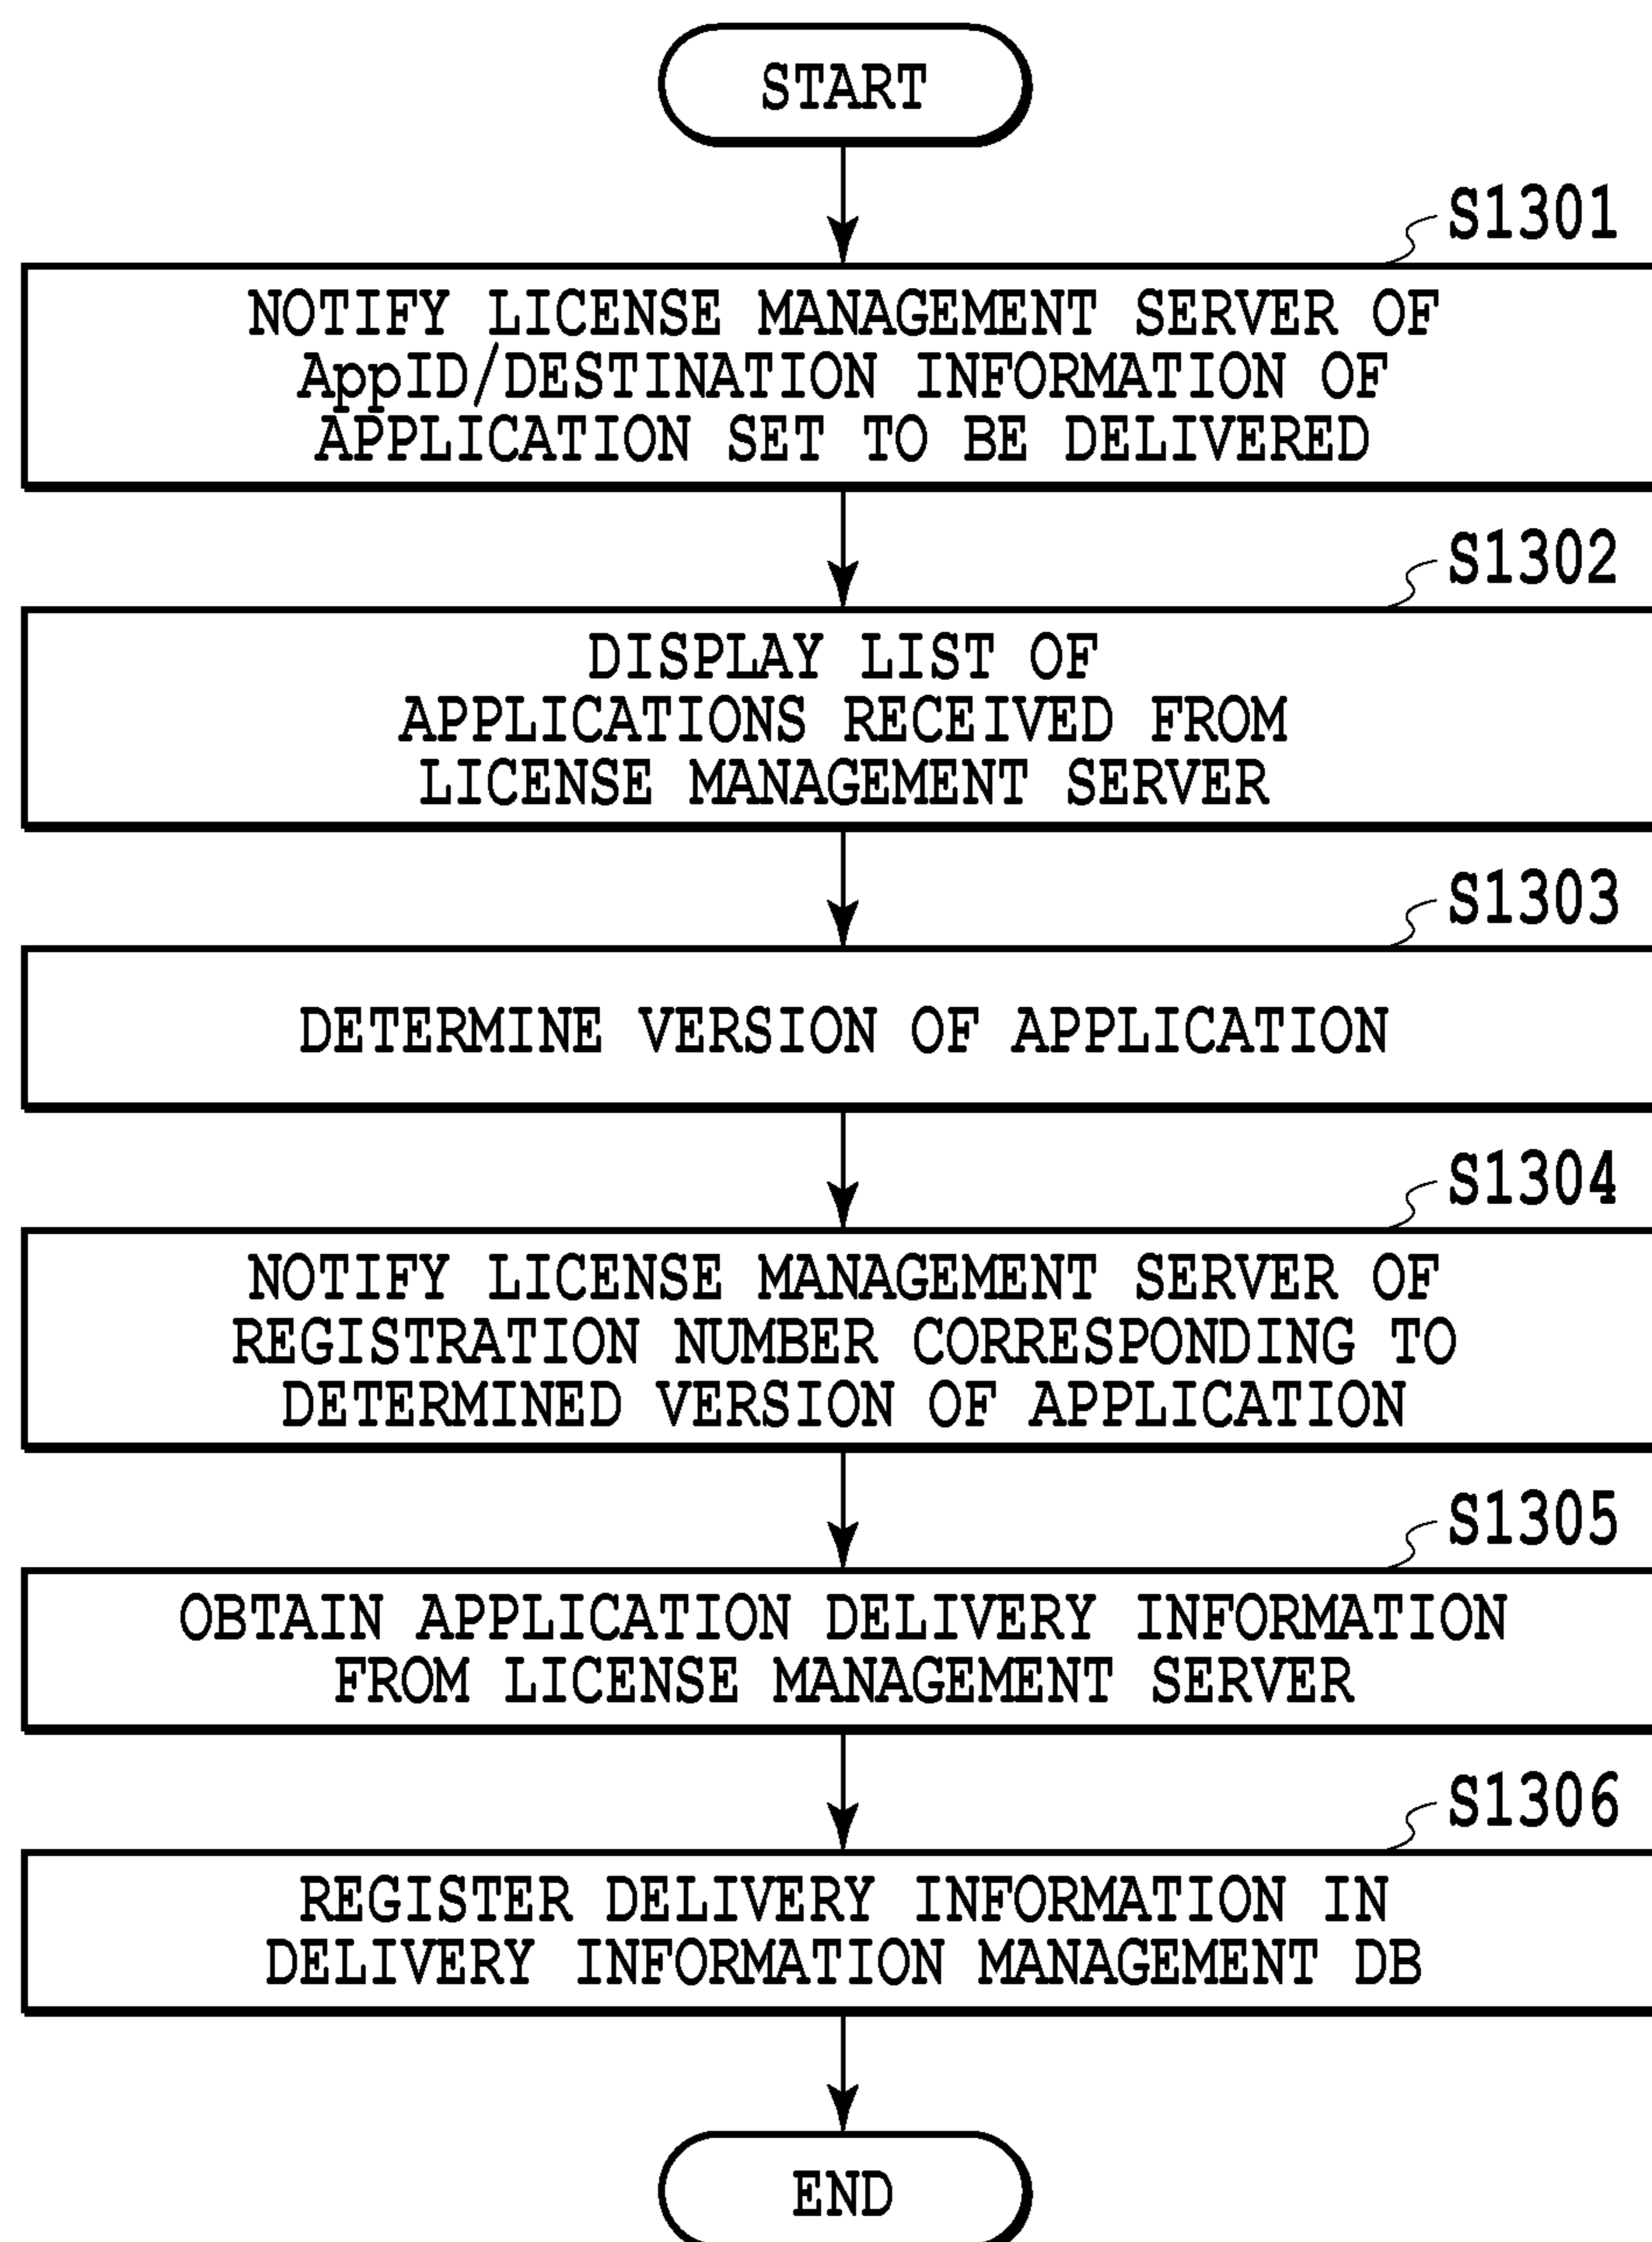 START
S1301
NOTIFY LICENSE MANAGEMENT SERVER OF
AppID/DESTINATION INFORMATION OF
APPLICATION SET TO BE DELIVERED
S1302
DISPLAY LIST OF
APPLICATIONS RECEIVED FROM
LICENSE MANAGEMENT SERVER
S1303
DETERMINE VERSION OF APPLICATION
S1304
NOTIFY LICENSE MANAGEMENT SERVER OF
REGISTRATION NUMBER CORRESPONDING TO
DETERMINED VERSION OF APPLICATION
S1305
OBTAIN APPLICATION DELIVERY INFORMATION
FROM LICENSE MANAGEMENT SERVER
S1306
REGISTER DELIVERY INFORMATION IN
DELIVERY INFORMATION MANAGEMENT DB
END